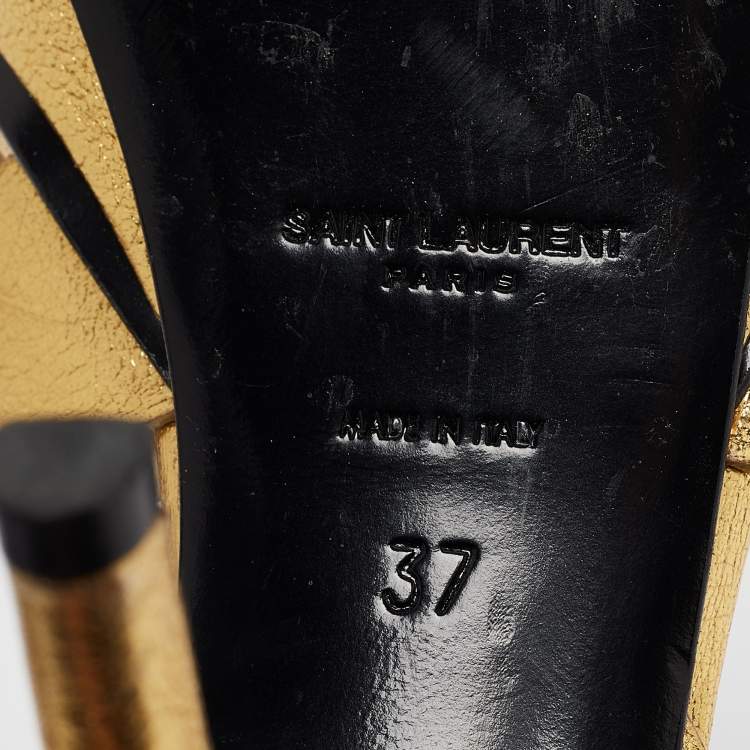 SAINT LAURENT
PARIS
MADE IN ITALY
37